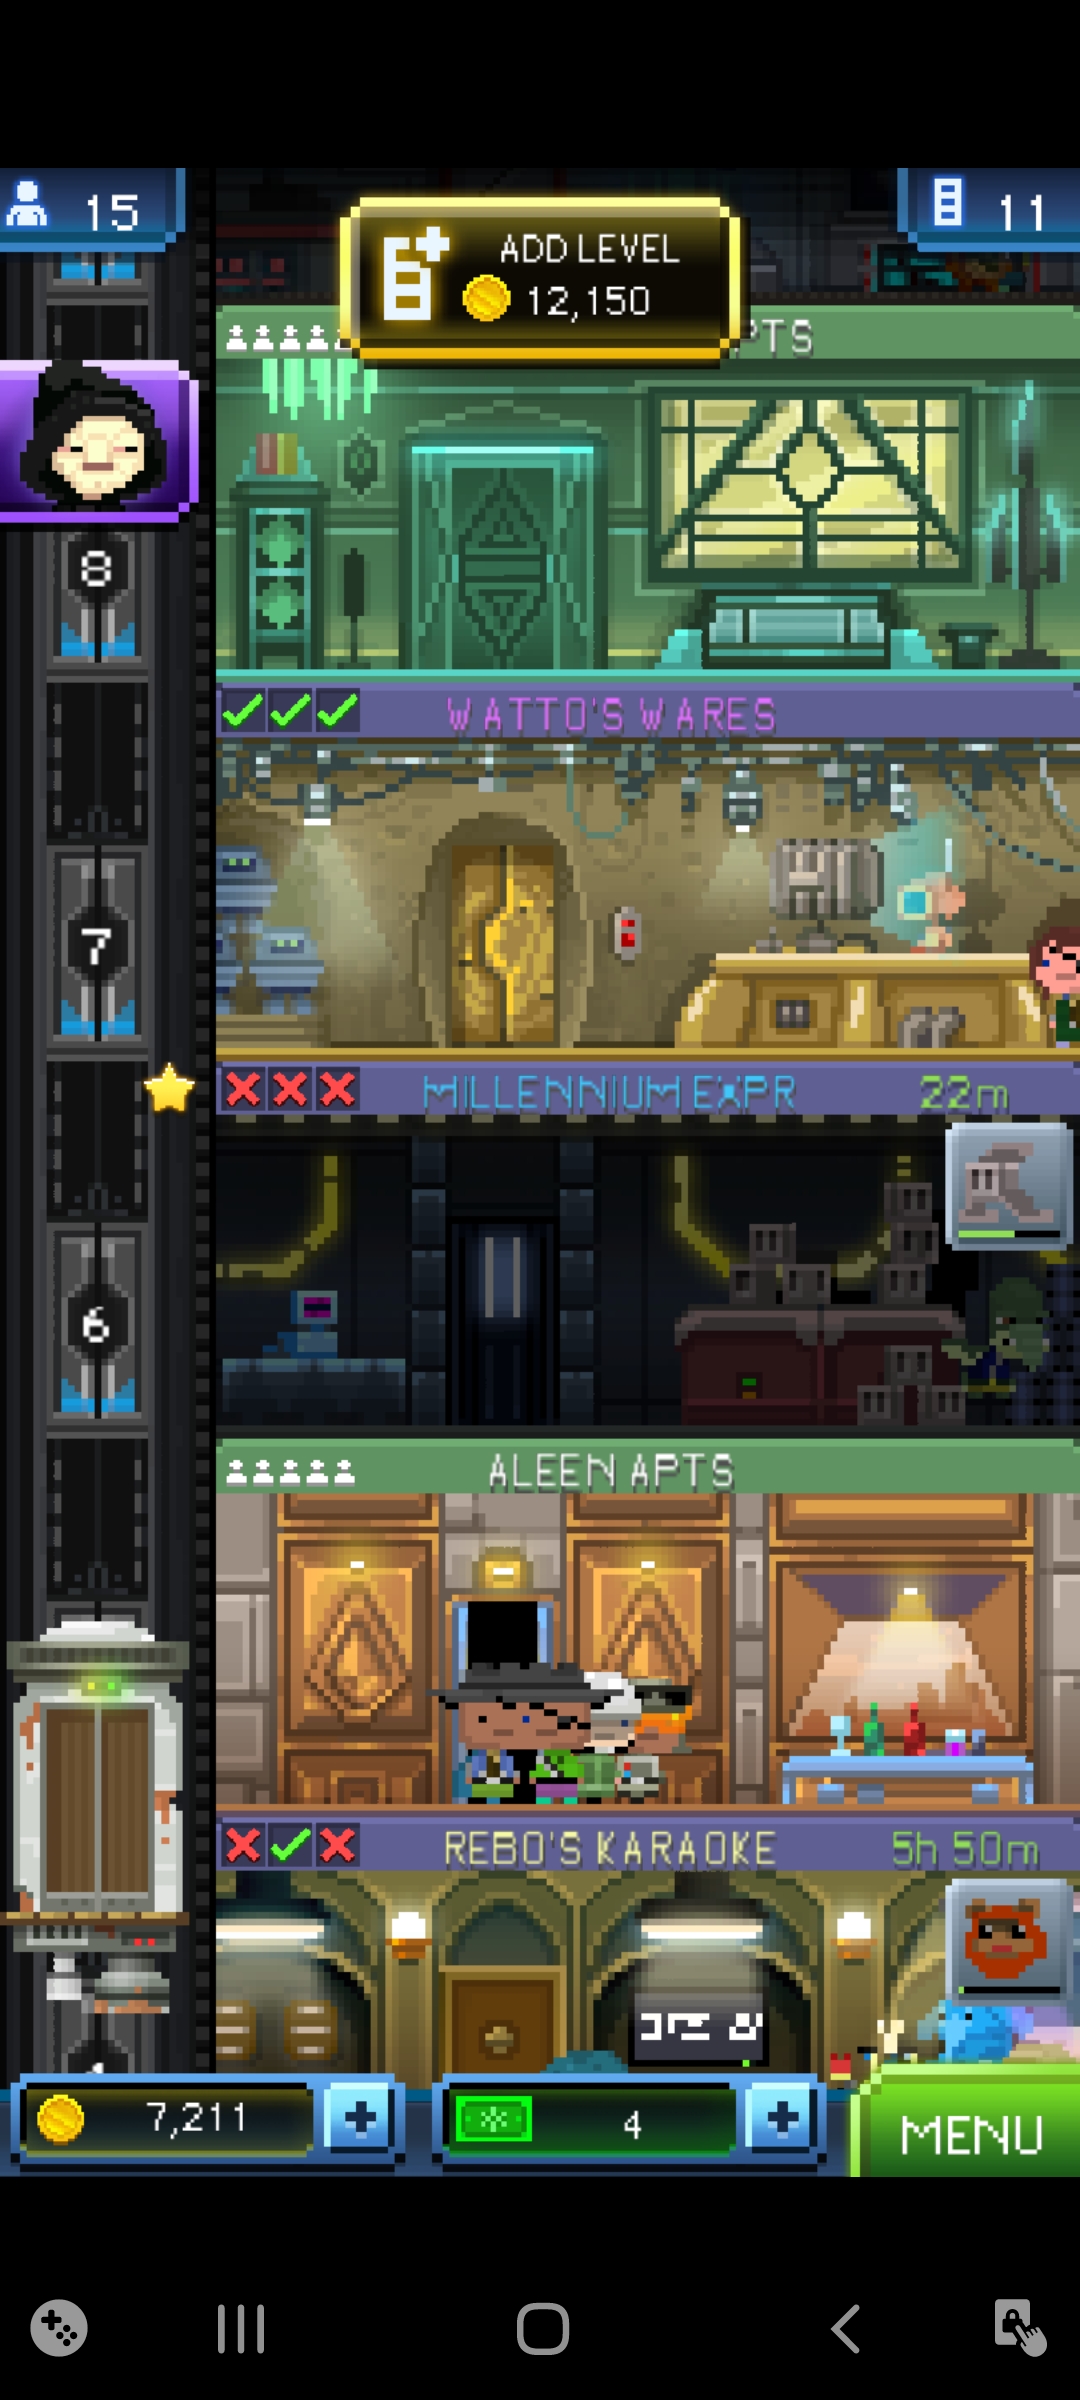 15
ADD LEVEL
12,150
11
PTS
8
WATTO'S WARES
7
MILLENNIUM EXPR
22m
6
ALEEN APTS
REBO'S KARAOKE
5h 50m
7,211
4
MENU